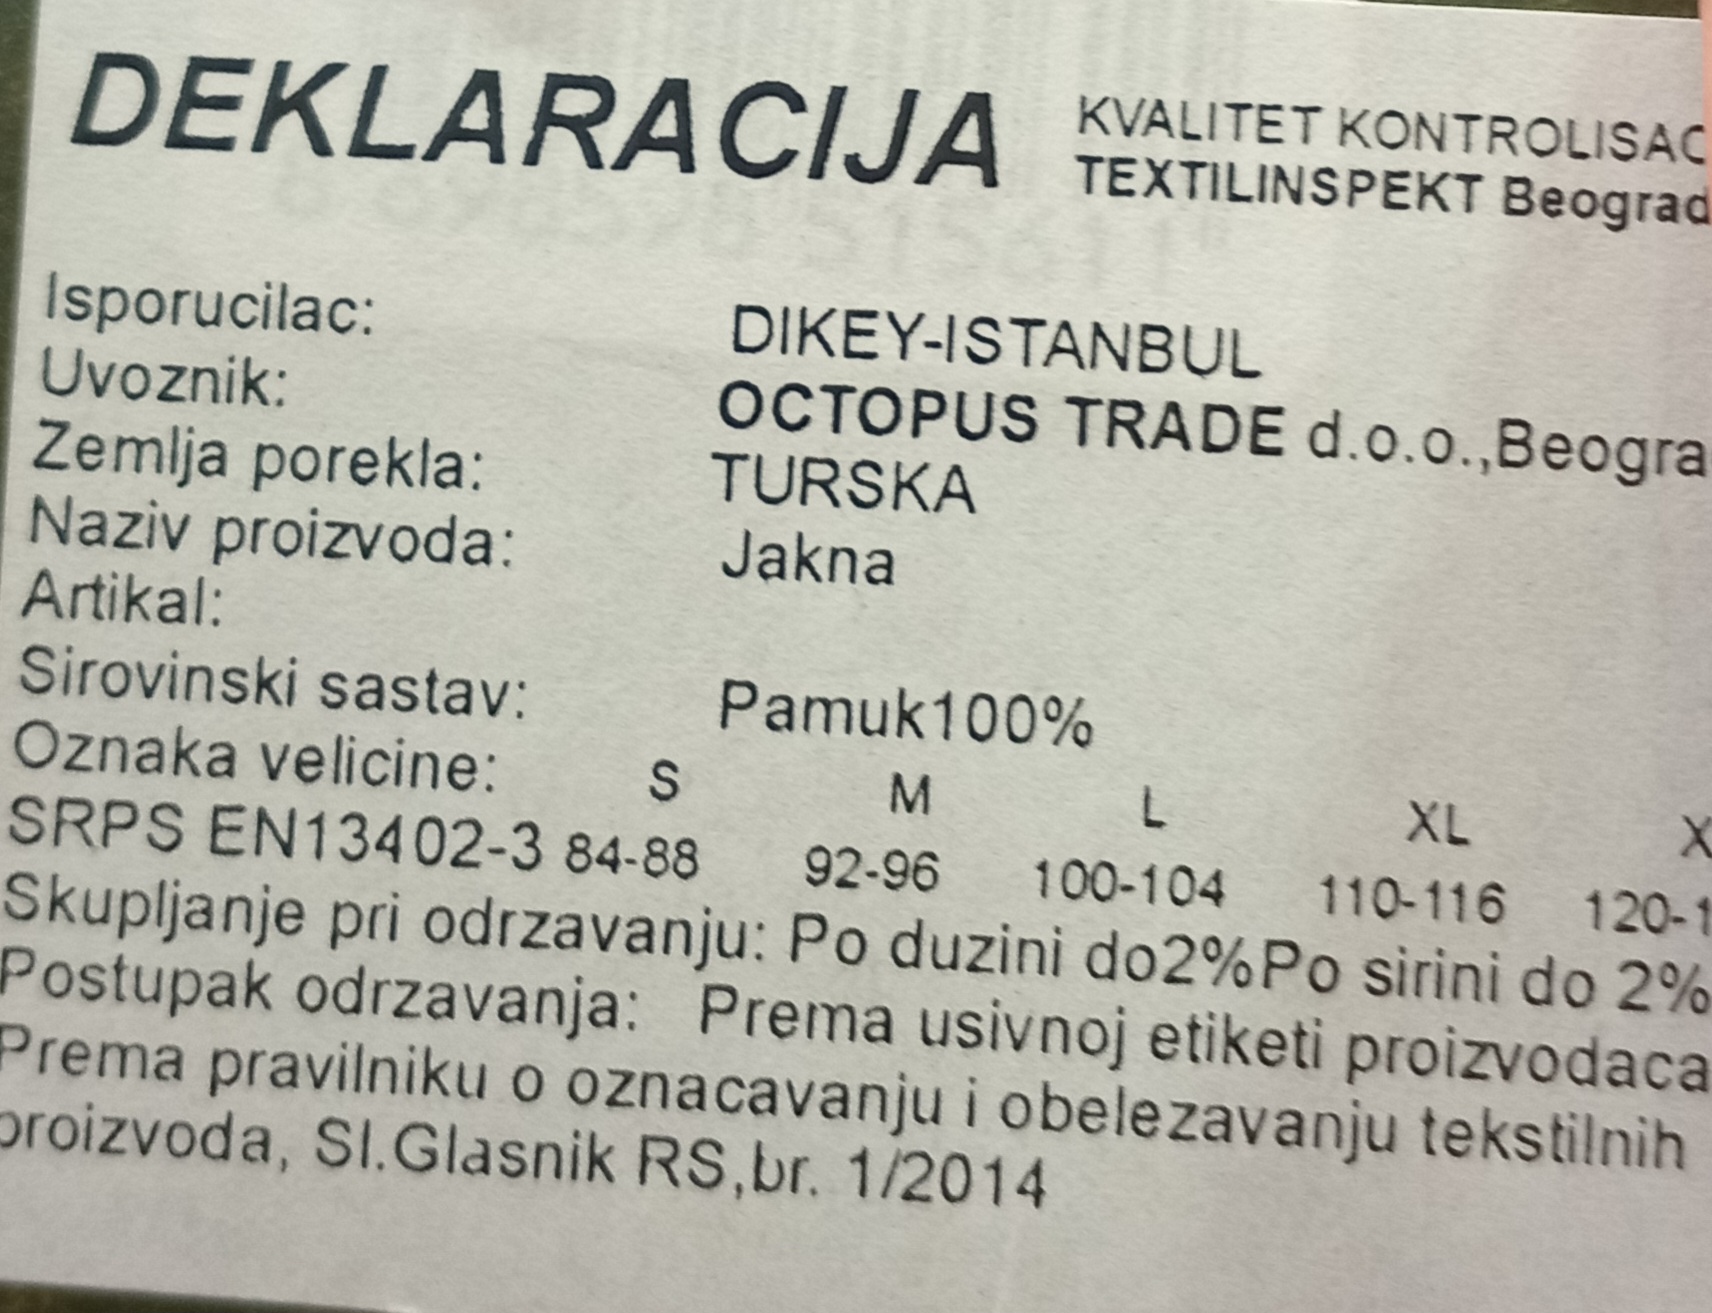 DEKLARACIJA
KVALITET KONTROLISAO
TEXTILINSPEKT Beograd
Isporucilac: DIKEY-ISTANBUL
Uvoznik: OCTOPUS TRADE d.o.o.,Beogra
Zemlja porekla: TURSKA
Naziv proizvoda: Jakna
Artikal:
Sirovinski sastav: Pamuk100%
Oznaka velicine: S M L XL X
SRPS EN13402-3 84-88 92-96 100-104 110-116 120-1
Skupljanje pri odrzavanju: Po duzini do2%Po sirini do 2%
Postupak odrzavanja: Prema usivnoj etiketi proizvodaca
Prema pravilniku o oznacavanju i obelezavanju tekstilnih
proizvoda, Sl.Glasnik RS,br. 1/2014